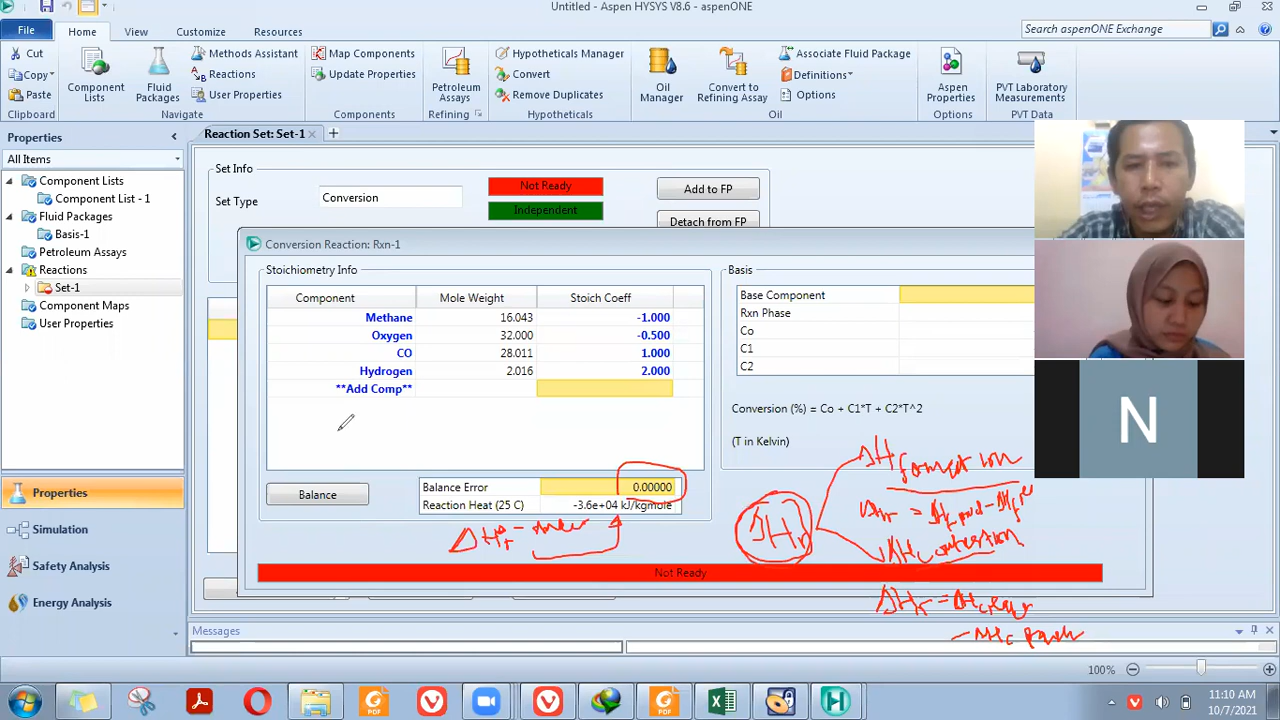 Untitled - Aspen HYSYS V8.6 - aspenONE
File Home View Customize Resources
Search aspenONE Exchange
Cut
Copy
Paste
Clipboard
Component Lists
Fluid Packages
Methods Assistant
Reactions
User Properties
Navigate
Map Components
Update Properties
Components
Petroleum Assays
Refining
Hypotheticals Manager
Convert
Remove Duplicates
Hypotheticals
Oil Manager
Convert to Refining Assay
Associate Fluid Package
Definitions
Options
Oil
Aspen Properties
Options
PVT Laboratory Measurements
PVT Data
Properties
All Items
Component Lists
Component List - 1
Fluid Packages
Basis-1
Petroleum Assays
Reactions
Set-1
Component Maps
User Properties
Properties
Simulation
Safety Analysis
Energy Analysis
Reaction Set: Set-1
Set Info
Set Type Conversion
Not Ready
Independent
Add to FP
Detach from FP
Conversion Reaction: Rxn-1
Stoichiometry Info
Component Mole Weight Stoich Coeff
Methane 16.043 -1.000
Oxygen 32.000 -0.500
CO 28.011 1.000
Hydrogen 2.016 2.000
**Add Comp**
Balance
Balance Error 0.00000
Reaction Heat (25 C) -3.6e+04 kJ/kgmole
Basis
Base Component
Rxn Phase
Co
C1
C2
Conversion (%) = Co + C1*T + C2*T^2
(T in Kelvin)
ΔHr
ΔH formation
Not Ready
N
Messages
100%
11:10 AM
10/7/2021